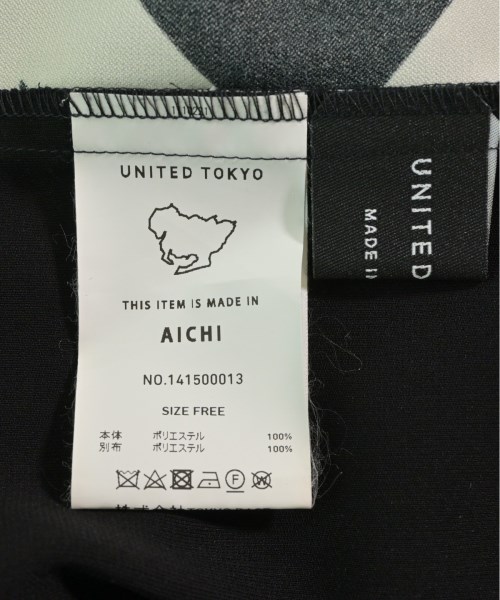 UNITED TOKYO
THIS ITEM IS MADE IN
AICHI
NO.141500013
SIZE FREE
本体 ポリエステル 100%
別布 ポリエステル 100%
UNITED
MADE IN